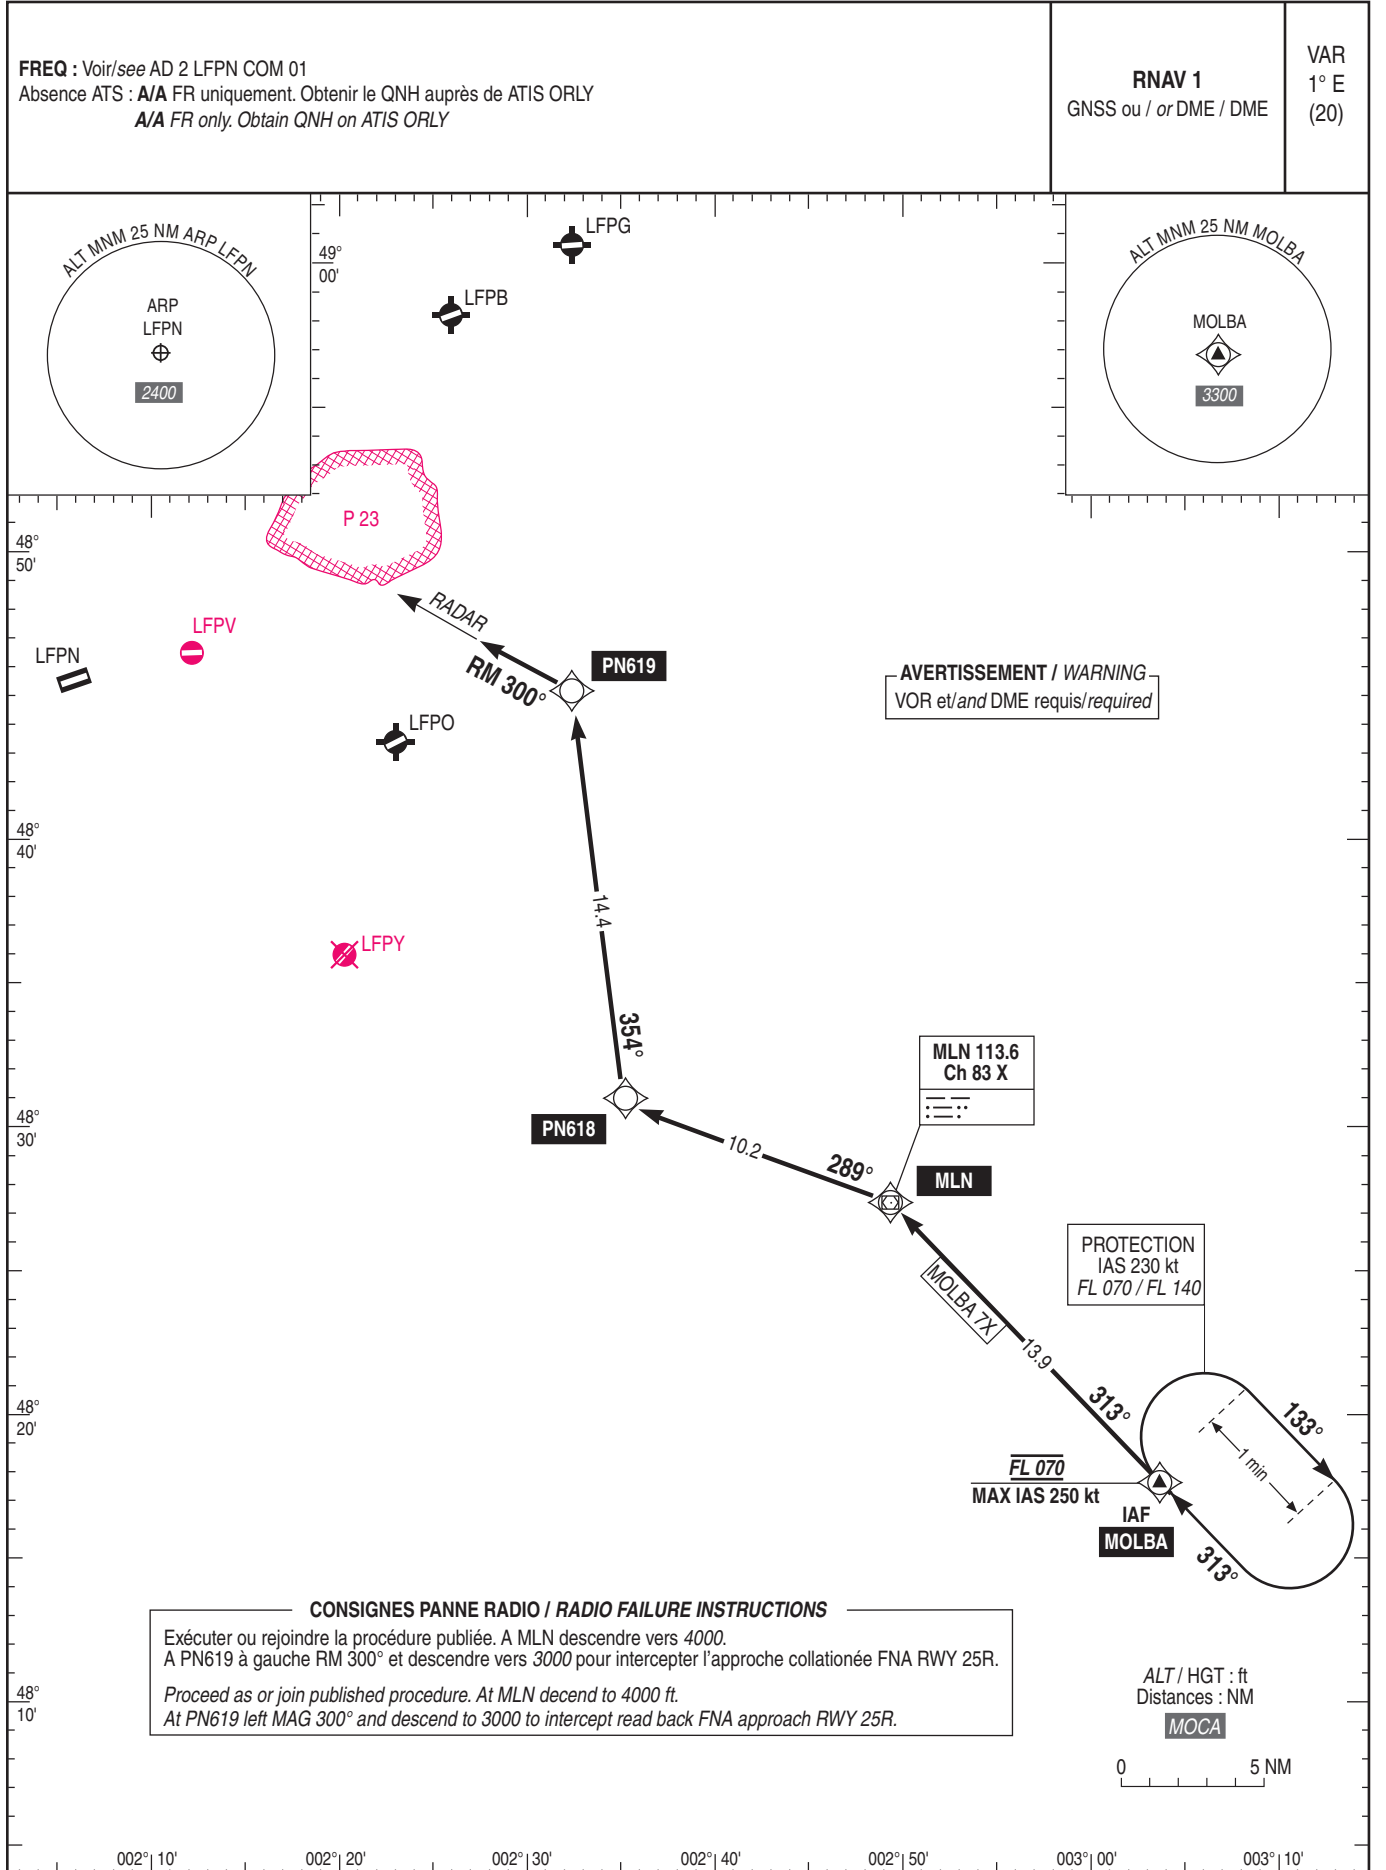 FREQ : Voir/see AD 2 LFPN COM 01
Absence ATS : A/A FR uniquement. Obtenir le QNH auprès de ATIS ORLY
A/A FR only. Obtain QNH on ATIS ORLY
RNAV 1
GNSS ou / or DME / DME
VAR
1° E
(20)
ALT MNM 25 NM ARP LFPN
ARP
LFPN
2400
49°
00'
LFPG
LFPB
ALT MNM 25 NM MOLBA
MOLBA
3300
P 23
48°
50'
RADAR
LFPV
LFPN
RM 300°
PN619
AVERTISSEMENT / WARNING
VOR et/and DME requis/required
LFPO
48°
40'
14.4
LFPY
354°
MLN 113.6
Ch 83 X
PN618
48°
30'
10.2
289°
MLN
PROTECTION
IAS 230 kt
FL 070 / FL 140
MOLBA 7X
13.9
313°
133°
1 min
48°
20'
FL 070
MAX IAS 250 kt
IAF
MOLBA
313°
CONSIGNES PANNE RADIO / RADIO FAILURE INSTRUCTIONS
Exécuter ou rejoindre la procédure publiée. A MLN descendre vers 4000.
A PN619 à gauche RM 300° et descendre vers 3000 pour intercepter l'approche collationée FNA RWY 25R.
Proceed as or join published procedure. At MLN decend to 4000 ft.
At PN619 left MAG 300° and descend to 3000 to intercept read back FNA approach RWY 25R.
48°
10'
ALT / HGT : ft
Distances : NM
MOCA
0 5 NM
002° 10' 002° 20' 002° 30' 002° 40' 002° 50' 003° 00' 003° 10'